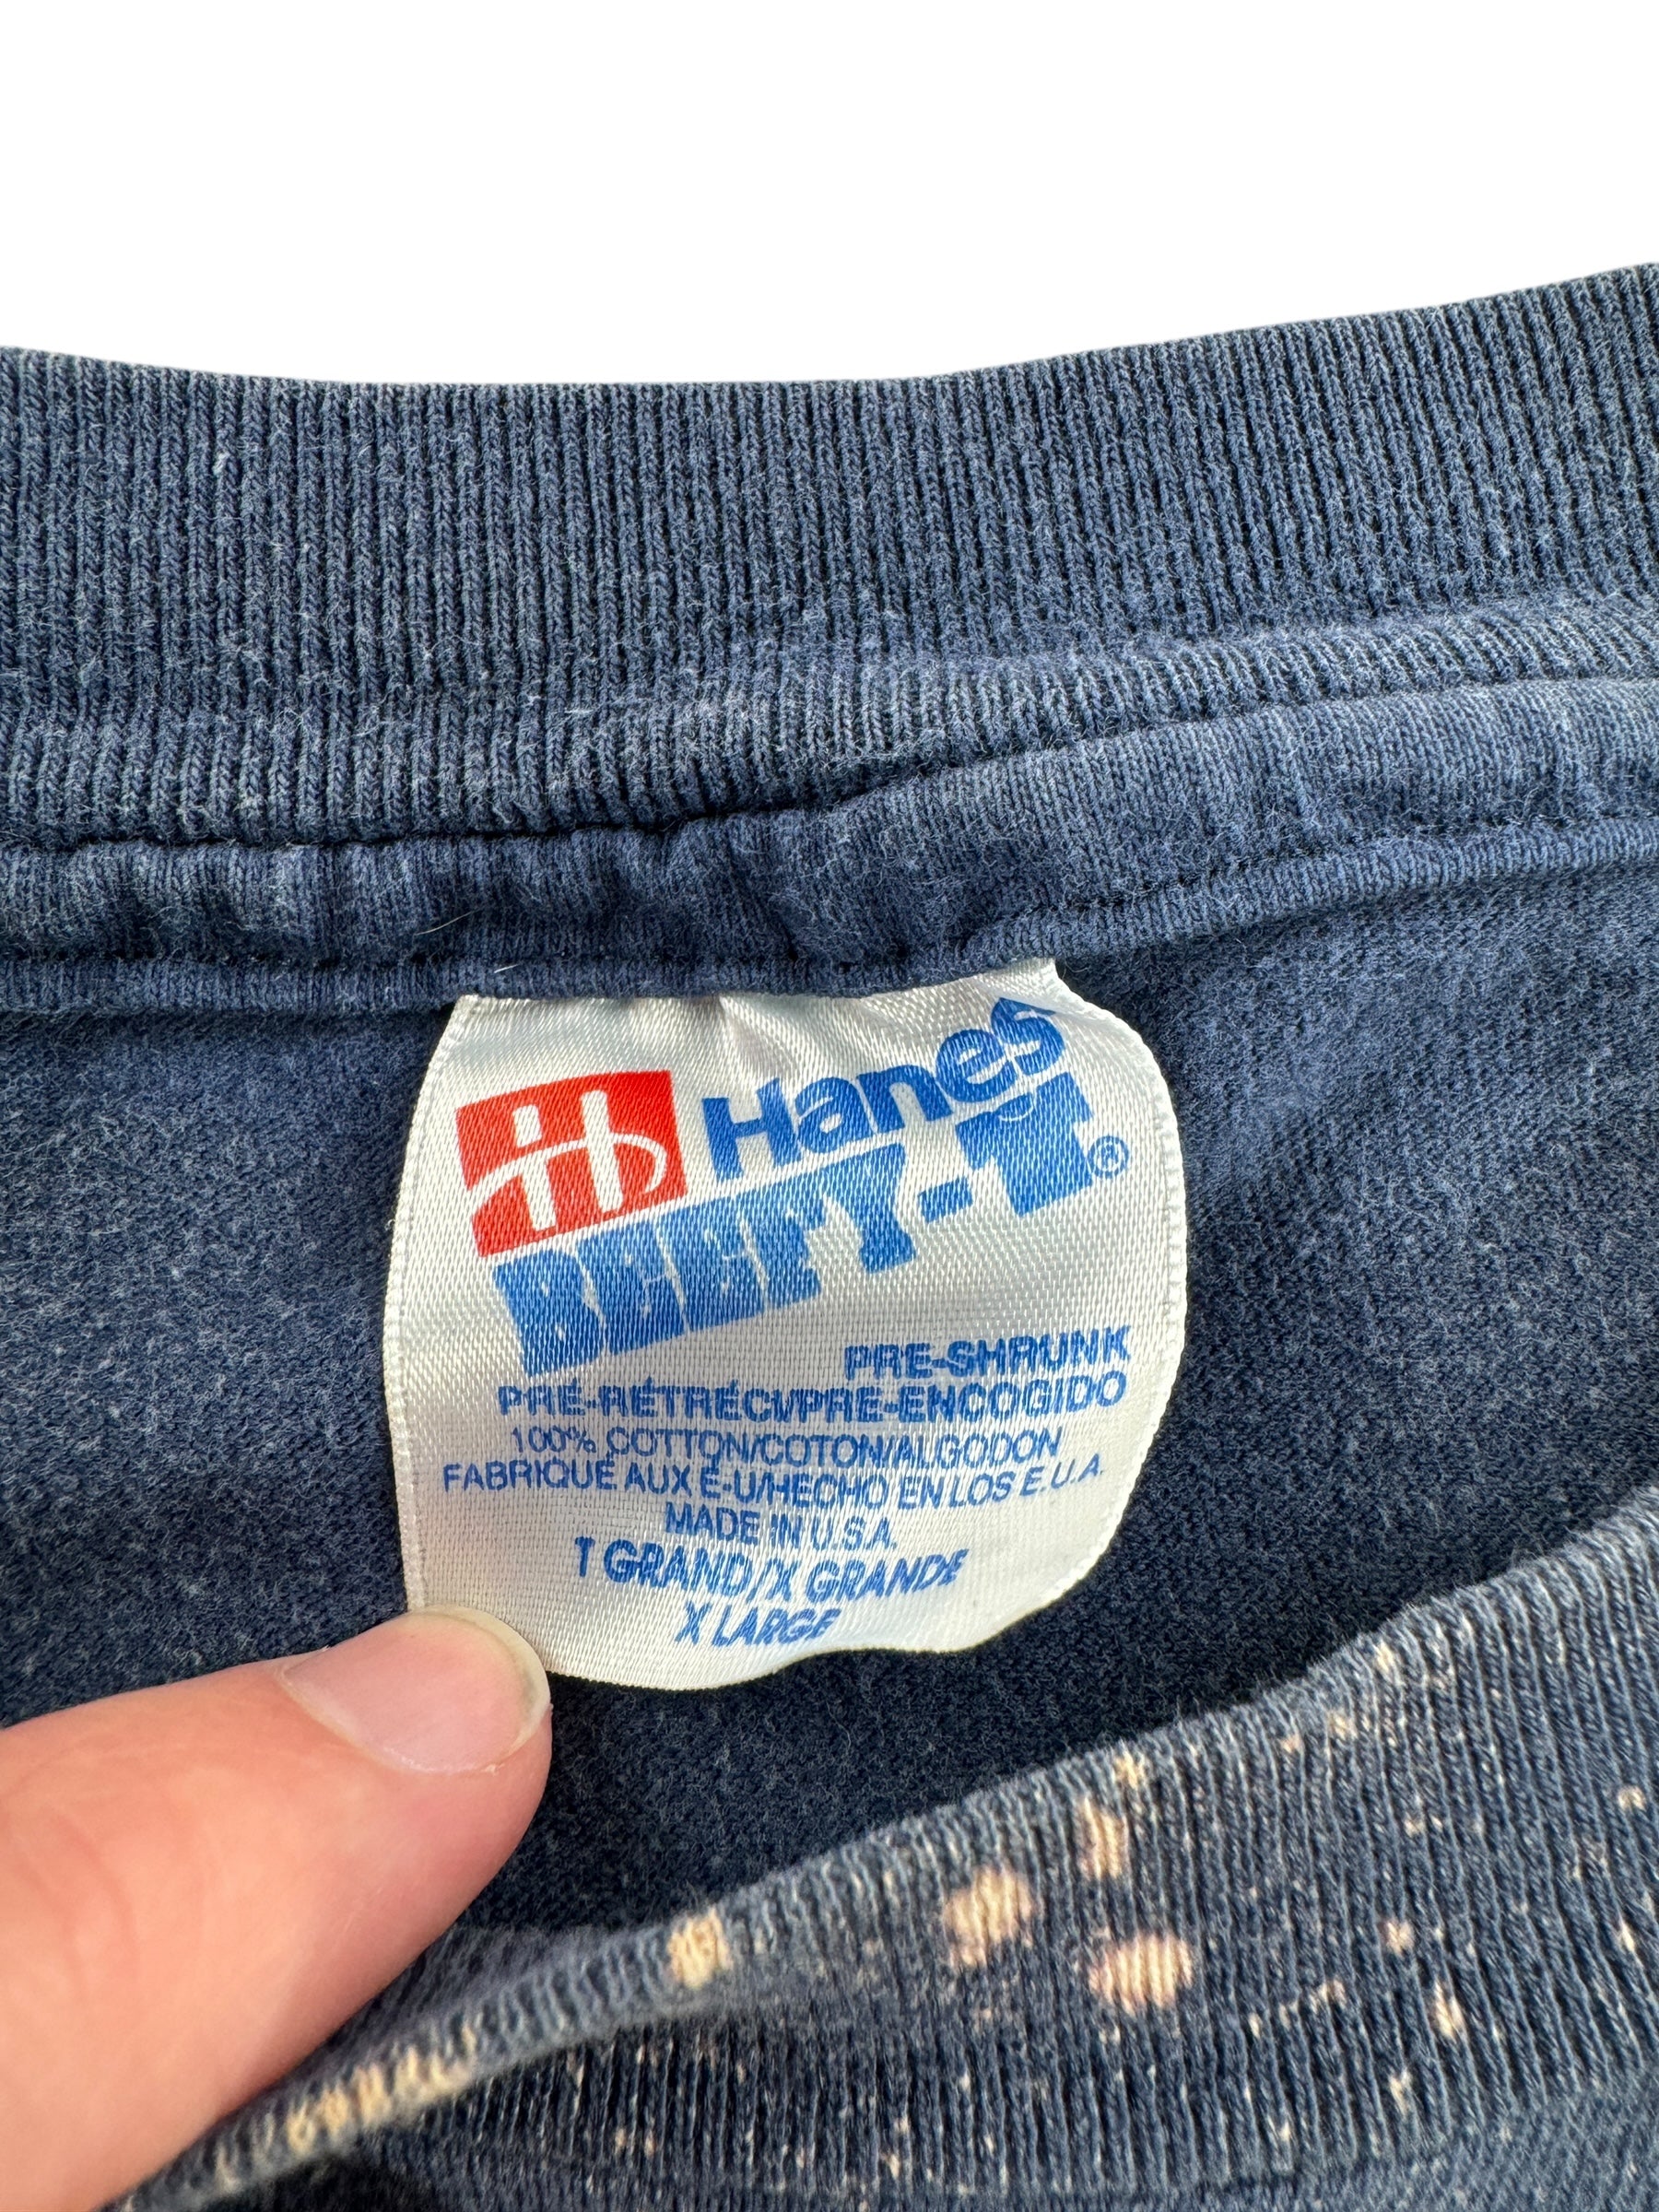 Hanes
BEEFY-T®
PRE-SHRUNK
PRÉ-RÉTRÉCI/PRE-ENCOGIDO
100% COTTON/COTON/ALGODON
FABRIQUÉ AUX É-U/HECHO EN LOS E.U.A.
MADE IN U.S.A.
T GRAND/X GRANDE
X LARGE